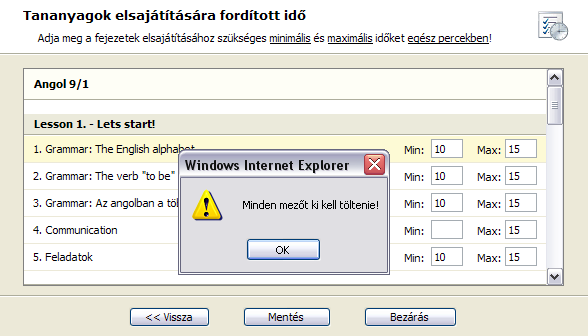 Tananyagok elsajátítására fordított idő
Adja meg a fejezetek elsajátításához szükséges minimális és maximális időket egész percekben!
Angol 9/1
Lesson 1. - Lets start!
1. Grammar: The English alphabet Min: 10 Max: 15
2. Grammar: The verb "to be" Min: 10 Max: 15
3. Grammar: Az angolban a Min: 10 Max: 15
4. Communication Min: Max: 15
5. Feladatok Min: 10 Max: 15
Windows Internet Explorer
Minden mezőt ki kell töltenie!
OK
<< Vissza Mentés Bezárás